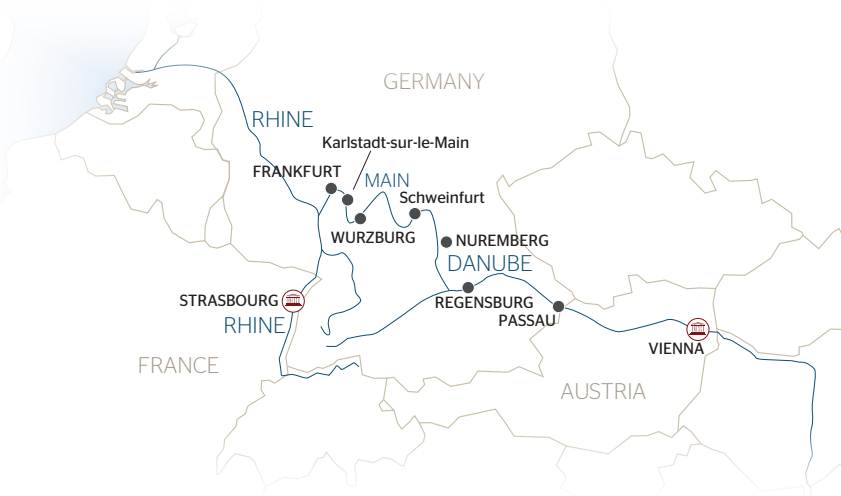 GERMANY
RHINE
Karlstadt-sur-le-Main
FRANKFURT
MAIN
Schweinfurt
WURZBURG
NUREMBERG
DANUBE
STRASBOURG
REGENSBURG
PASSAU
RHINE
VIENNA
FRANCE
AUSTRIA